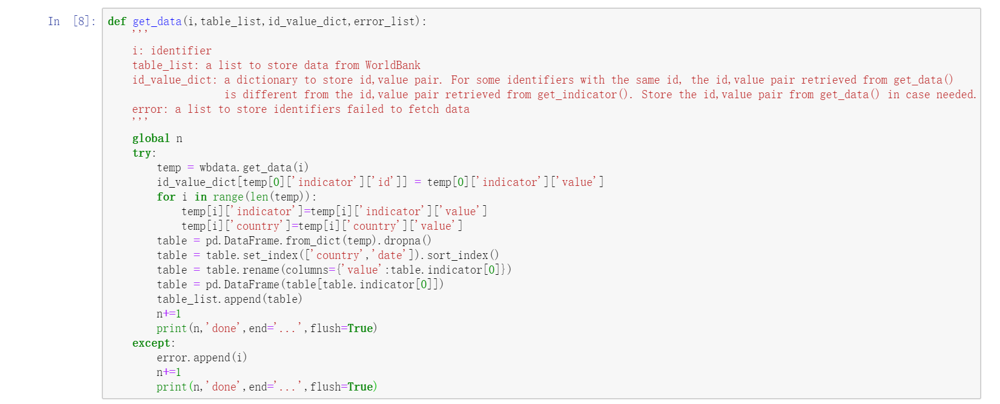 In [8]: def get_data(i,table_list,id_value_dict,error_list):
    '''
    i: identifier
    table_list: a list to store data from WorldBank
    id_value_dict: a dictionary to store id,value pair. For some identifiers with the same id, the id,value pair retrieved from get_data()
                   is different from the id,value pair retrieved from get_indicator(). Store the id,value pair from get_data() in case needed.
    error: a list to store identifiers failed to fetch data
    '''
    global n
    try:
        temp = wbdata.get_data(i)
        id_value_dict[temp[0]['indicator']['id']] = temp[0]['indicator']['value']
        for i in range(len(temp)):
            temp[i]['indicator']=temp[i]['indicator']['value']
            temp[i]['country']=temp[i]['country']['value']
        table = pd.DataFrame.from_dict(temp).dropna()
        table = table.set_index(['country','date']).sort_index()
        table = table.rename(columns={'value':table.indicator[0]})
        table = pd.DataFrame(table[table.indicator[0]])
        table_list.append(table)
        n+=1
        print(n,'done',end='...',flush=True)
    except:
        error.append(i)
        n+=1
        print(n,'done',end='...',flush=True)